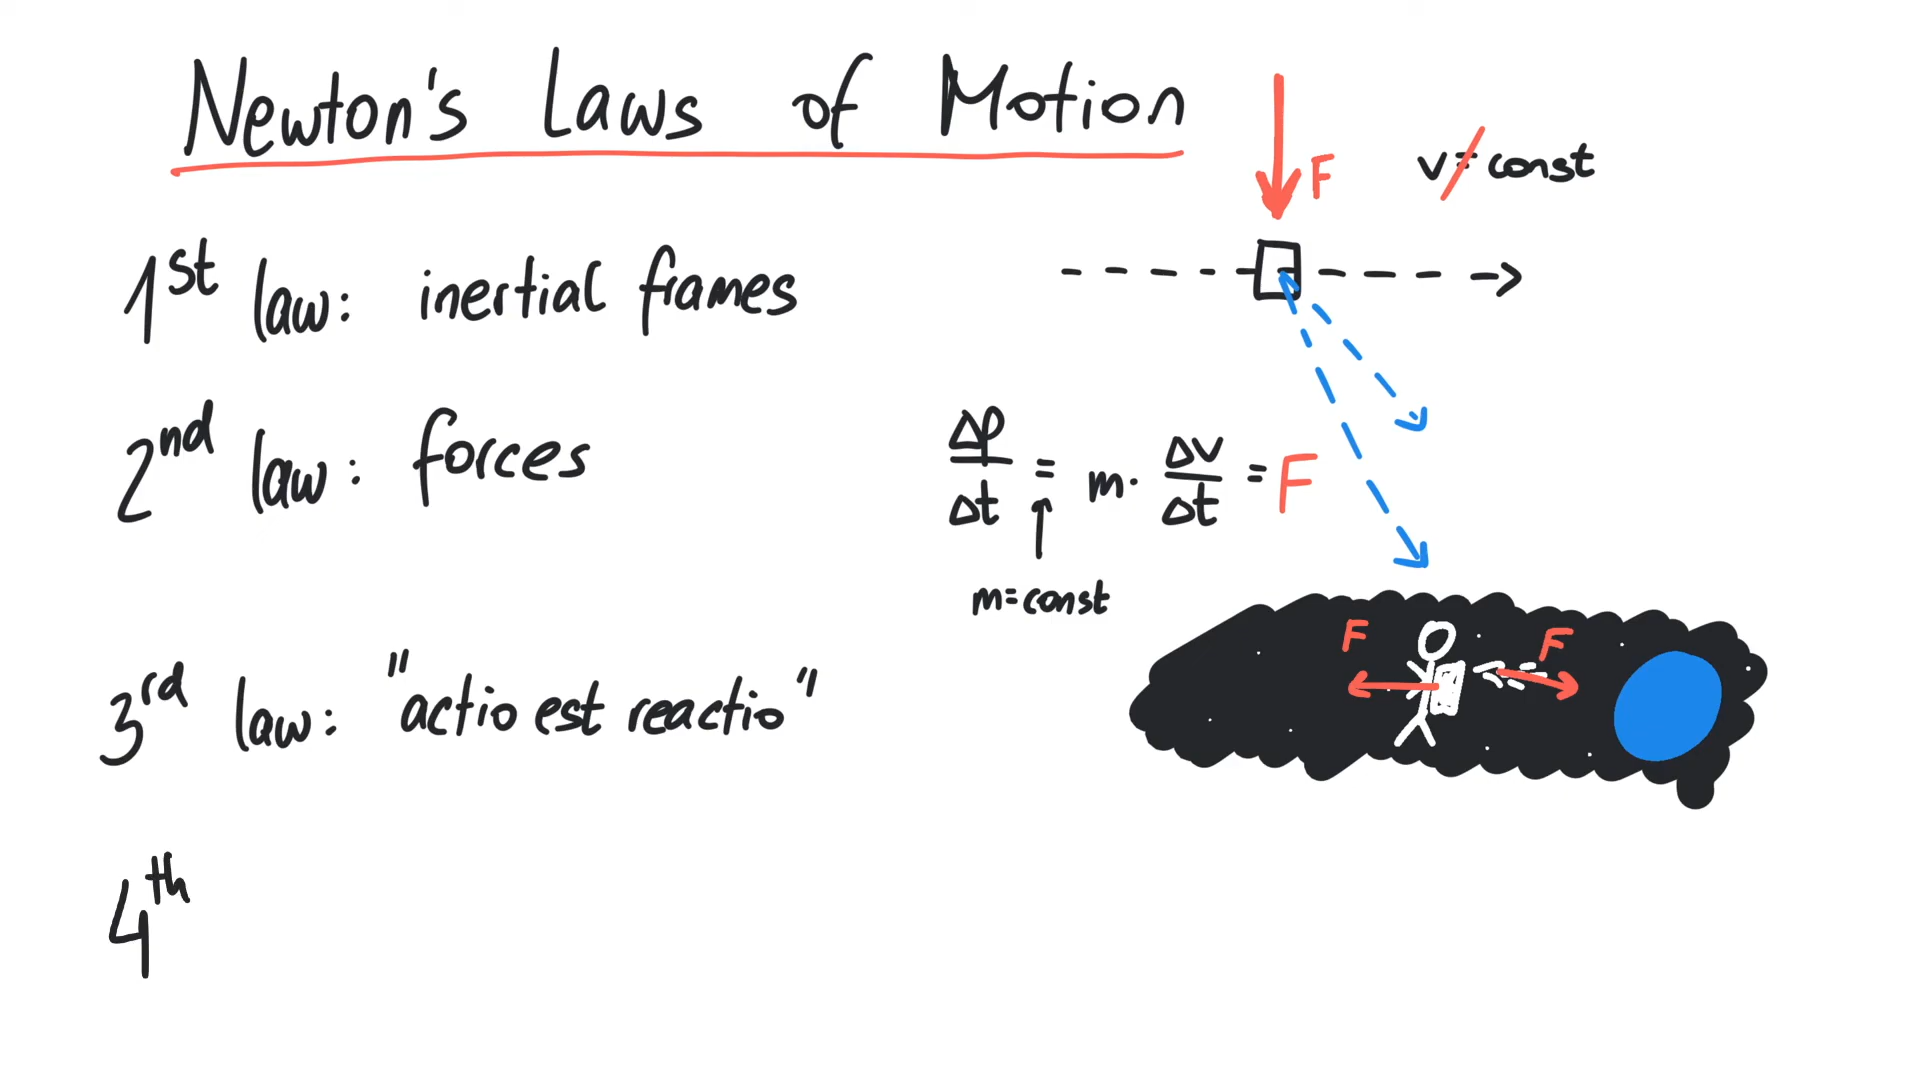 Newton's Laws of Motion
F
v = const
1st law: inertial frames
2nd law: forces
Δp/Δt = m · Δv/Δt = F
m=const
F F
3rd law: "actio est reactio"
4th